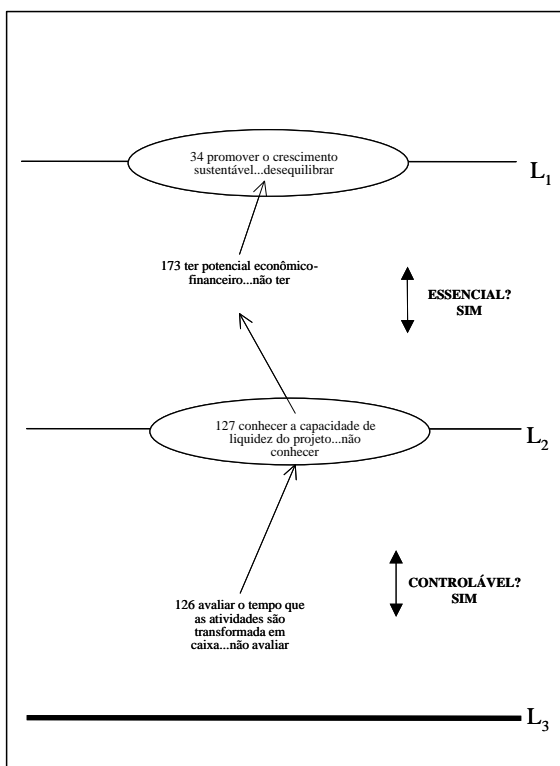 34 promover o crescimento
sustentável...desequilibrar
L1
173 ter potencial econômico-
financeiro...não ter
ESSENCIAL?
SIM
127 conhecer a capacidade de
liquidez do projeto...não
conhecer
L2
126 avaliar o tempo que
as atividades são
transformada em
caixa...não avaliar
CONTROLÁVEL?
SIM
L3